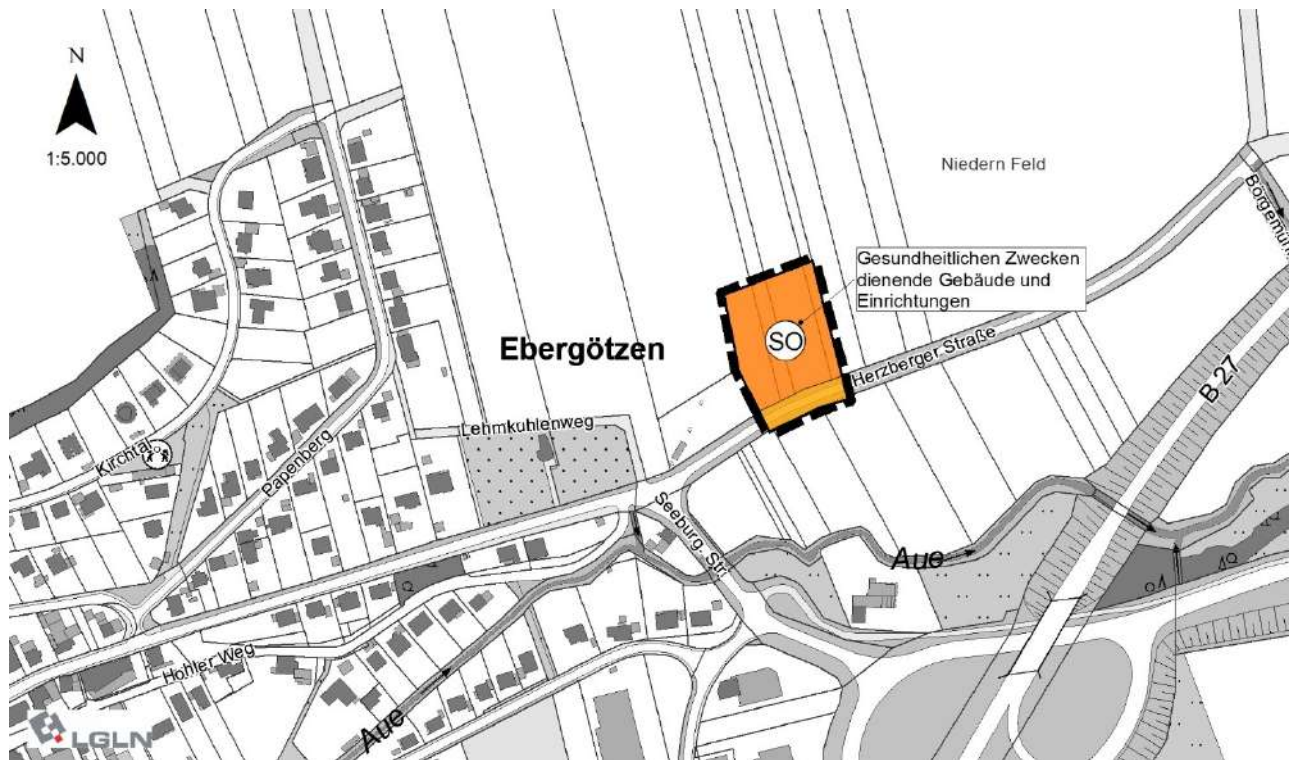 N
1:5.000
Niedern Feld
Gesundheitlichen Zwecken
dienende Gebäude und
Einrichtungen
SO
Ebergötzen
Herzberger Straße
B 27
Lehmkuhlenweg
Kirchtal
Papenberg
Seeburg. Str.
Aue
Hohler Weg
Aue
LGLN